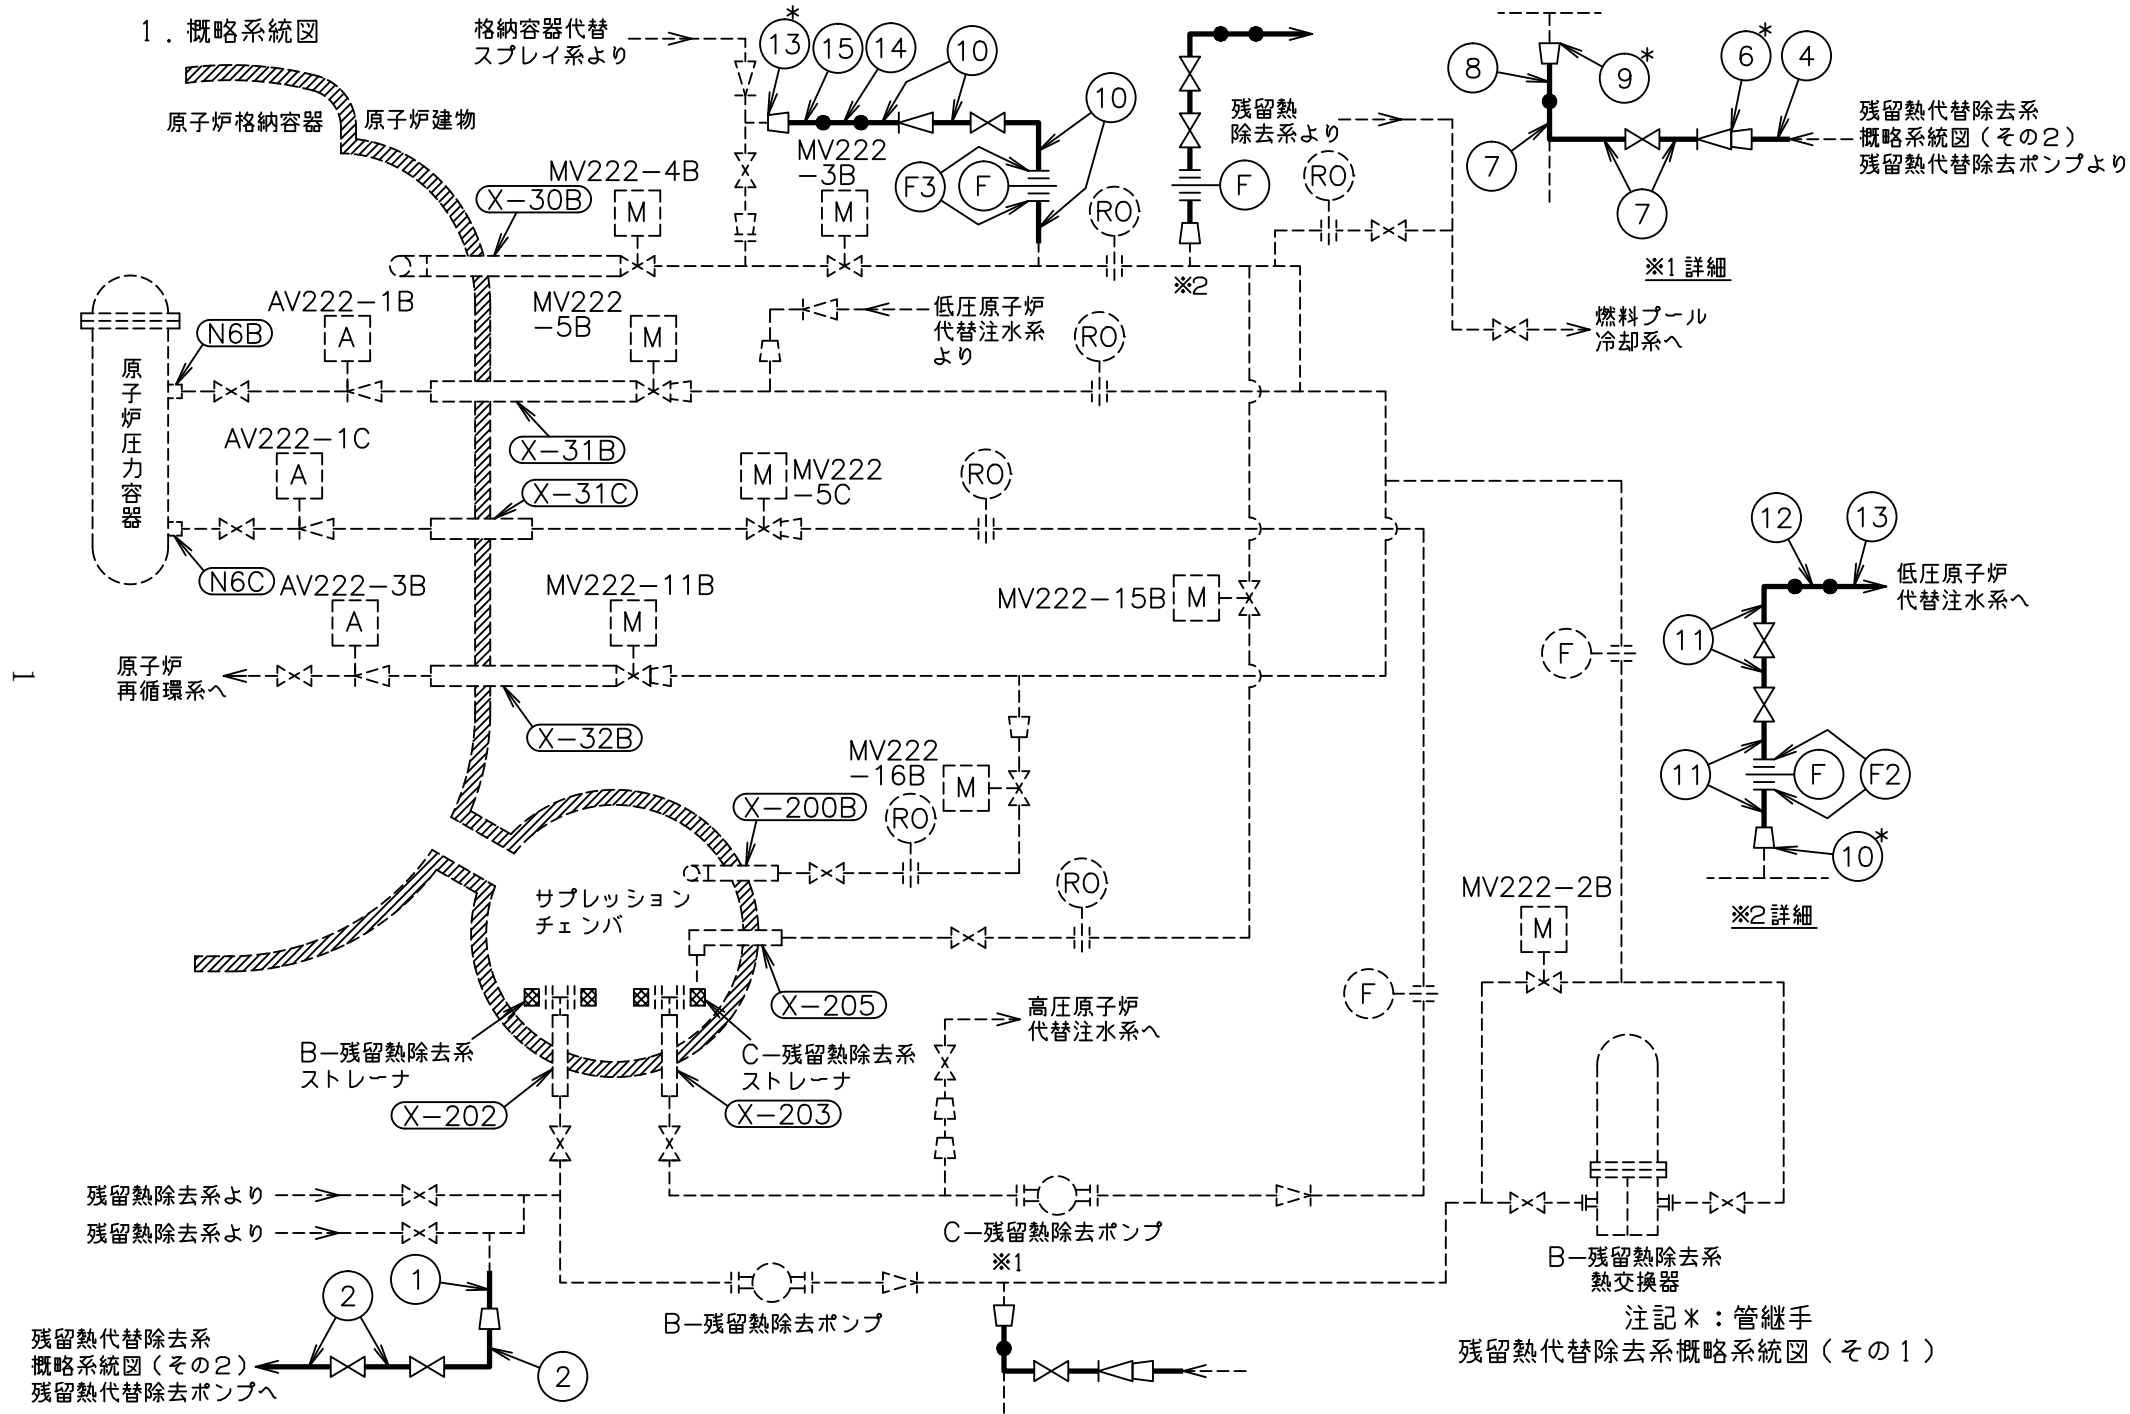 1．概略系統図
格納容器代替
スプレイ系より
原子炉格納容器
原子炉建物
13*
15
14
10
10
MV222
-3B
F3
F
RO
MV222-4B
X-30B
M
M
F
※2
残留熱
除去系より
RO
8
9*
6*
4
7
7
残留熱代替除去系
概略系統図（その２）
残留熱代替除去ポンプより
※1詳細
燃料プール
冷却系へ
AV222-1B
N6B
A
MV222
-5B
M
低圧原子炉
代替注水系
より
RO
X-31B
原子炉圧力容器
AV222-1C
A
X-31C
M
MV222
-5C
RO
N6C
AV222-3B
A
MV222-11B
M
MV222-15B
M
原子炉
再循環系へ
X-32B
F
12
13
低圧原子炉
代替注水系へ
11
11
F
F2
10*
※2詳細
MV222
-16B
M
RO
X-200B
サプレッション
チェンバ
RO
X-205
MV222-2B
M
F
B－残留熱除去系
ストレーナ
C－残留熱除去系
ストレーナ
高圧原子炉
代替注水系へ
X-202
X-203
残留熱除去系より
残留熱除去系より
C－残留熱除去ポンプ
※1
B－残留熱除去ポンプ
B－残留熱除去系
熱交換器
1
2
2
残留熱代替除去系
概略系統図（その２）
残留熱代替除去ポンプへ
注記＊：管継手
残留熱代替除去系概略系統図（その１）
1